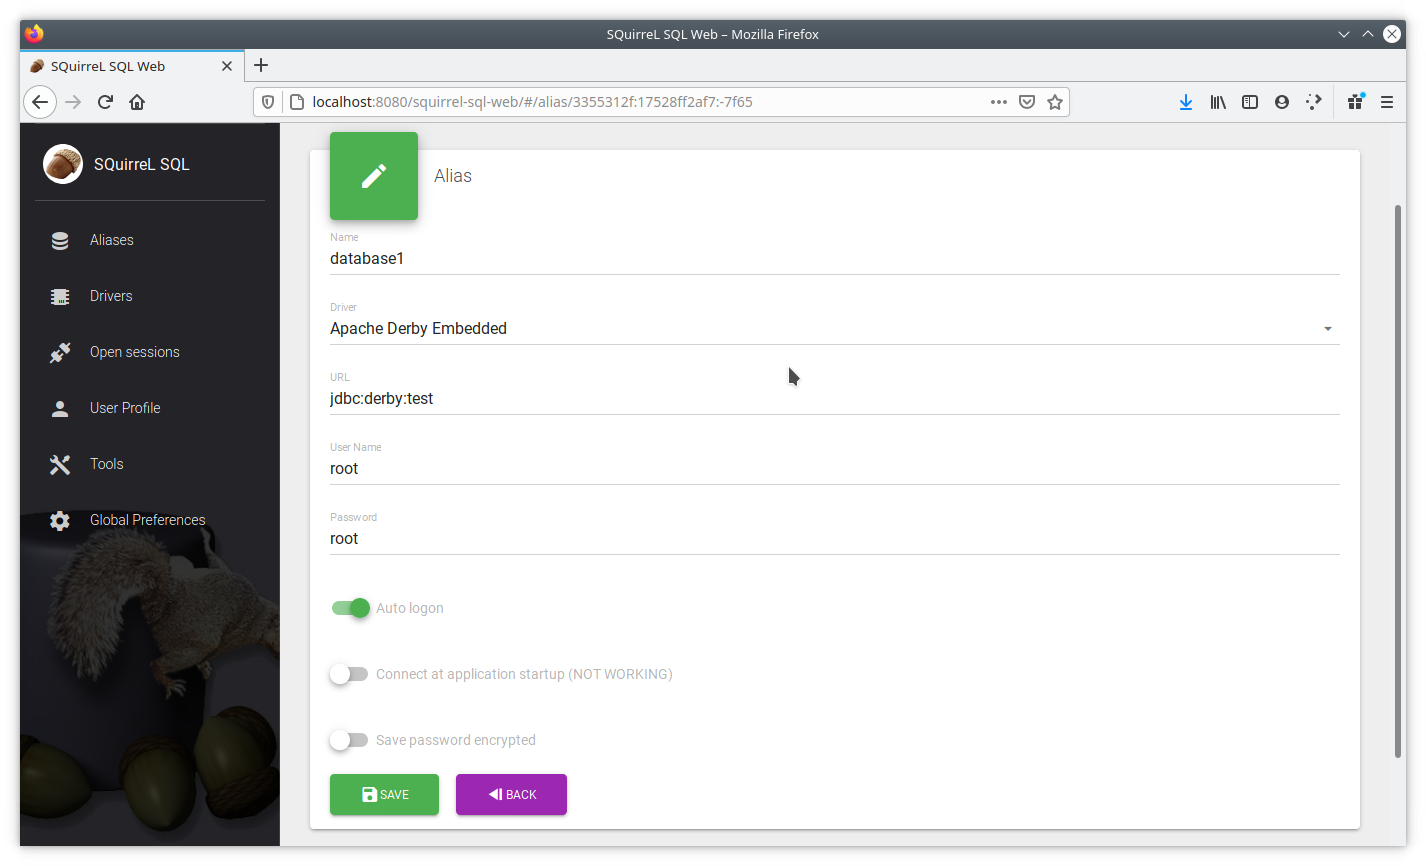 SQuirreL SQL Web – Mozilla Firefox
SQuirreL SQL Web
localhost:8080/squirrel-sql-web/#/alias/3355312f:17528ff2af7:-7f65
SQuirreL SQL
Aliases
Drivers
Open sessions
User Profile
Tools
Global Preferences
Alias
Name
database1
Driver
Apache Derby Embedded
URL
jdbc:derby:test
User Name
root
Password
root
Auto logon
Connect at application startup (NOT WORKING)
Save password encrypted
SAVE
BACK